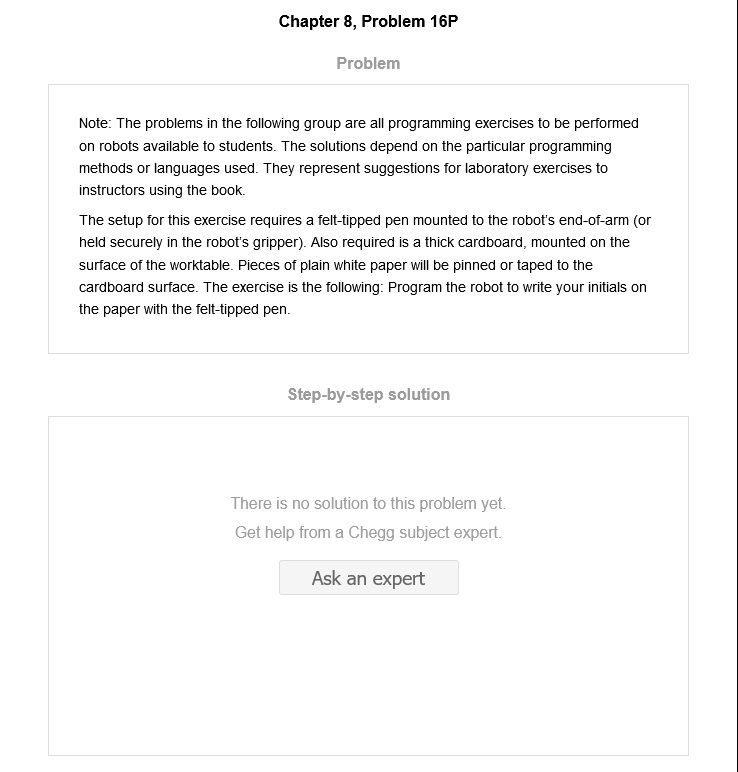 Chapter 8, Problem 16P
Problem
Note: The problems in the following group are all programming exercises to be performed
on robots available to students. The solutions depend on the particular programming
methods or languages used. They represent suggestions for laboratory exercises to
instructors using the book.
The setup for this exercise requires a felt-tipped pen mounted to the robot's end-of-arm (or
held securely in the robot's gripper). Also required is a thick cardboard, mounted on the
surface of the worktable. Pieces of plain white paper will be pinned or taped to the
cardboard surface. The exercise is the following: Program the robot to write your initials on
the paper with the felt-tipped pen.
Step-by-step solution
There is no solution to this problem yet.
Get help from a Chegg subject expert.
Ask an expert